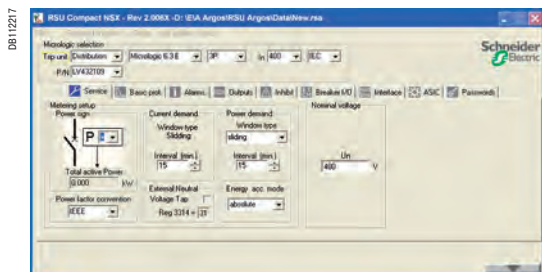 DB112217
RSU Compact NSX - Rev 2.006X -D: \E\A Argos\RSU Argos\Data\New.rsa
Micrologic selection
Trip unit Distribution Micrologic 6.3 E 3P In 400 IEC
P/N LV432109
Schneider Electric
Service Basic prot. Alarms Outputs Inhibit Breaker I/O Interface ASIC Passwords
Metering setup
Power sign Current demand Power demand Nominal voltage
Window type Window type
Slidding sliding
P
Interval (min.) Interval (min.) Un
15 15 400 V
Total active Power
0.000 kW
External Neutral Energy acc. mode
Power factor convention Voltage Tap absolute
IEEE Reg 3314 = 31